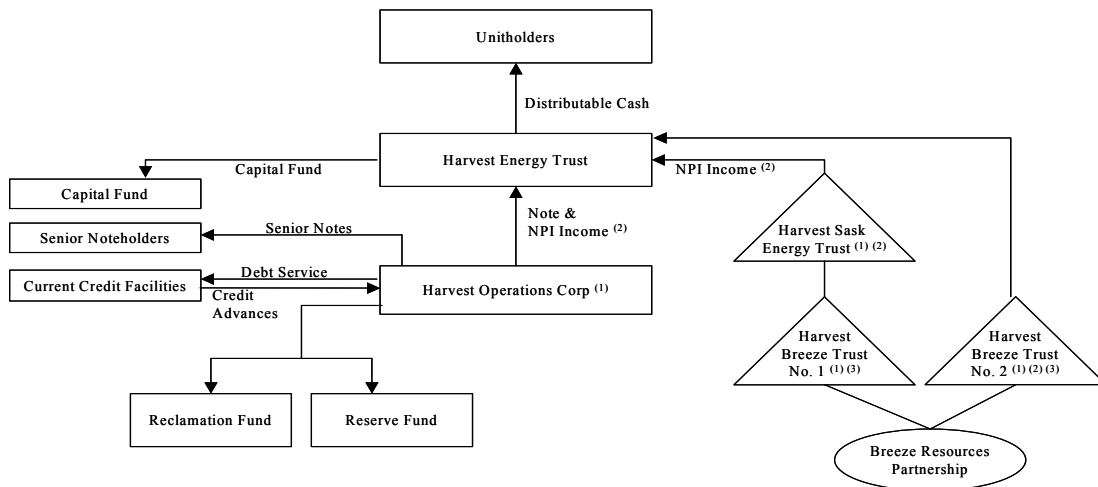 Unitholders
Distributable Cash
Harvest Energy Trust
Capital Fund
NPI Income (2)
Capital Fund
Note &
NPI Income (2)
Senior Notes
Senior Noteholders
Harvest Sask
Energy Trust (1) (2)
Debt Service
Current Credit Facilities
Credit
Advances
Harvest Operations Corp (1)
Harvest
Breeze Trust
No. 1 (1) (3)
Harvest
Breeze Trust
No. 2 (1) (2) (3)
Reclamation Fund
Reserve Fund
Breeze Resources
Partnership